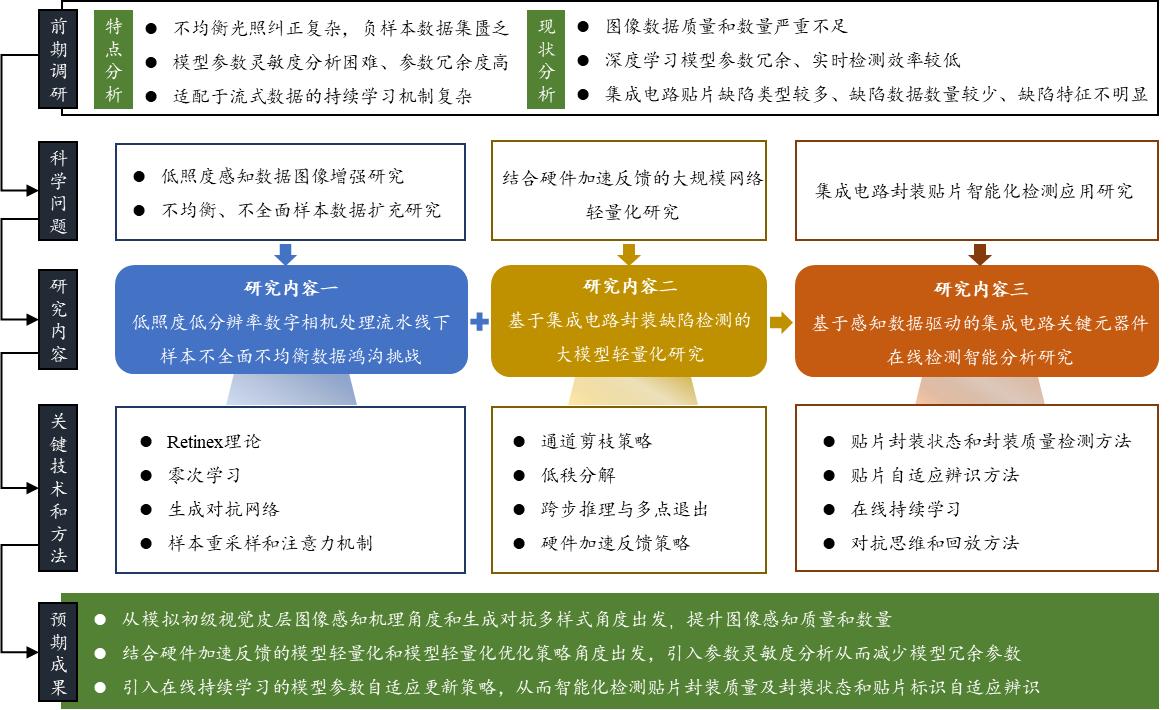 前期调研
特点分析
不均衡光照纠正复杂，负样本数据集匮乏
模型参数灵敏度分析困难、参数冗余度高
适配于流式数据的持续学习机制复杂
现状分析
图像数据质量和数量严重不足
深度学习模型参数冗余、实时检测效率较低
集成电路贴片缺陷类型较多、缺陷数据数量较少、缺陷特征不明显
科学问题
低照度感知数据图像增强研究
不均衡、不全面样本数据扩充研究
结合硬件加速反馈的大规模网络
轻量化研究
集成电路封装贴片智能化检测应用研究
研究内容
研究内容一
低照度低分辨率数字相机处理流水线下
样本不全面不均衡数据鸿沟挑战
研究内容二
基于集成电路封装缺陷检测的
大模型轻量化研究
研究内容三
基于感知数据驱动的集成电路关键元器件
在线检测智能分析研究
关键技术和方法
Retinex理论
零次学习
生成对抗网络
样本重采样和注意力机制
通道剪枝策略
低秩分解
跨步推理与多点退出
硬件加速反馈策略
贴片封装状态和封装质量检测方法
贴片自适应辨识方法
在线持续学习
对抗思维和回放方法
预期成果
从模拟初级视觉皮层图像感知机理角度和生成对抗多样式角度出发，提升图像感知质量和数量
结合硬件加速反馈的模型轻量化和模型轻量化优化策略角度出发，引入参数灵敏度分析从而减少模型冗余参数
引入在线持续学习的模型参数自适应更新策略，从而智能化检测贴片封装质量及封装状态和贴片标识自适应辨识